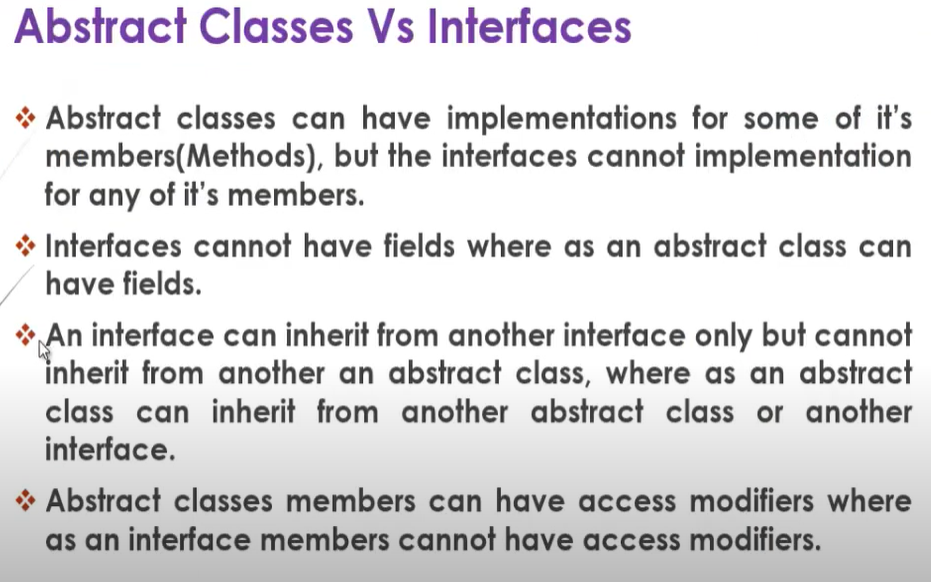 Abstract Classes Vs Interfaces
Abstract classes can have implementations for some of it's
members(Methods), but the interfaces cannot implementation
for any of it's members.
Interfaces cannot have fields where as an abstract class can
have fields.
An interface can inherit from another interface only but cannot
inherit from another an abstract class, where as an abstract
class can inherit from another abstract class or another
interface.
Abstract classes members can have access modifiers where
as an interface members cannot have access modifiers.